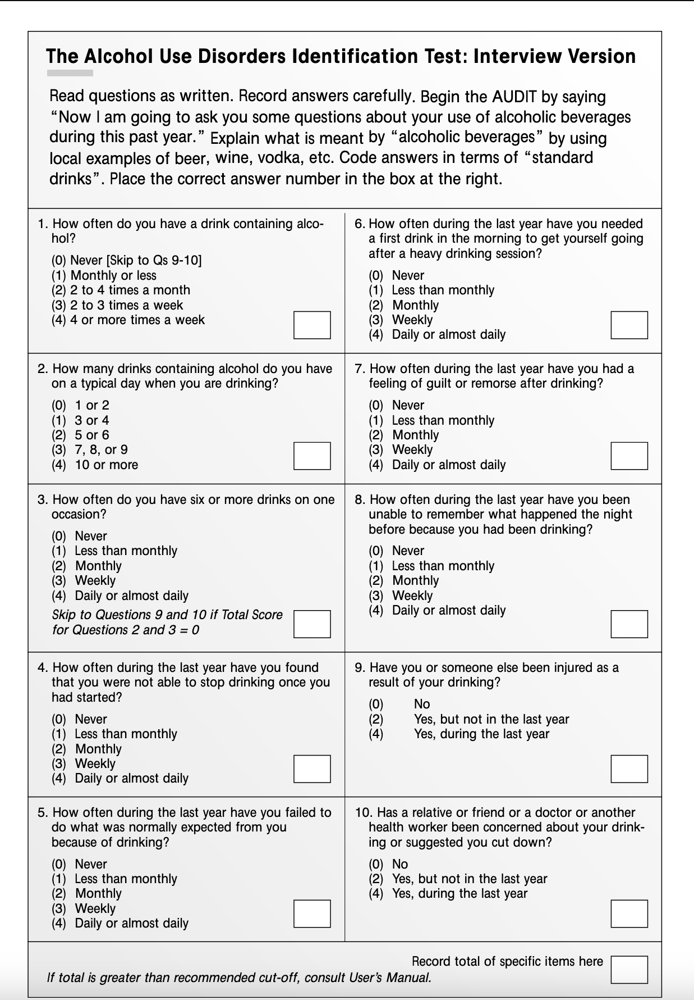 The Alcohol Use Disorders Identification Test: Interview Version
Read questions as written. Record answers carefully. Begin the AUDIT by saying
“Now I am going to ask you some questions about your use of alcoholic beverages
during this past year.” Explain what is meant by “alcoholic beverages” by using
local examples of beer, wine, vodka, etc. Code answers in terms of “standard
drinks”. Place the correct answer number in the box at the right.
1. How often do you have a drink containing alco-
hol?
(0) Never [Skip to Qs 9-10]
(1) Monthly or less
(2) 2 to 4 times a month
(3) 2 to 3 times a week
(4) 4 or more times a week
2. How many drinks containing alcohol do you have
on a typical day when you are drinking?
(0) 1 or 2
(1) 3 or 4
(2) 5 or 6
(3) 7, 8, or 9
(4) 10 or more
3. How often do you have six or more drinks on one
occasion?
(0) Never
(1) Less than monthly
(2) Monthly
(3) Weekly
(4) Daily or almost daily
Skip to Questions 9 and 10 if Total Score
for Questions 2 and 3 = 0
4. How often during the last year have you found
that you were not able to stop drinking once you
had started?
(0) Never
(1) Less than monthly
(2) Monthly
(3) Weekly
(4) Daily or almost daily
5. How often during the last year have you failed to
do what was normally expected from you
because of drinking?
(0) Never
(1) Less than monthly
(2) Monthly
(3) Weekly
(4) Daily or almost daily
6. How often during the last year have you needed
a first drink in the morning to get yourself going
after a heavy drinking session?
(0) Never
(1) Less than monthly
(2) Monthly
(3) Weekly
(4) Daily or almost daily
7. How often during the last year have you had a
feeling of guilt or remorse after drinking?
(0) Never
(1) Less than monthly
(2) Monthly
(3) Weekly
(4) Daily or almost daily
8. How often during the last year have you been
unable to remember what happened the night
before because you had been drinking?
(0) Never
(1) Less than monthly
(2) Monthly
(3) Weekly
(4) Daily or almost daily
9. Have you or someone else been injured as a
result of your drinking?
(0) No
(2) Yes, but not in the last year
(4) Yes, during the last year
10. Has a relative or friend or a doctor or another
health worker been concerned about your drink-
ing or suggested you cut down?
(0) No
(2) Yes, but not in the last year
(4) Yes, during the last year
Record total of specific items here
If total is greater than recommended cut-off, consult User’s Manual.